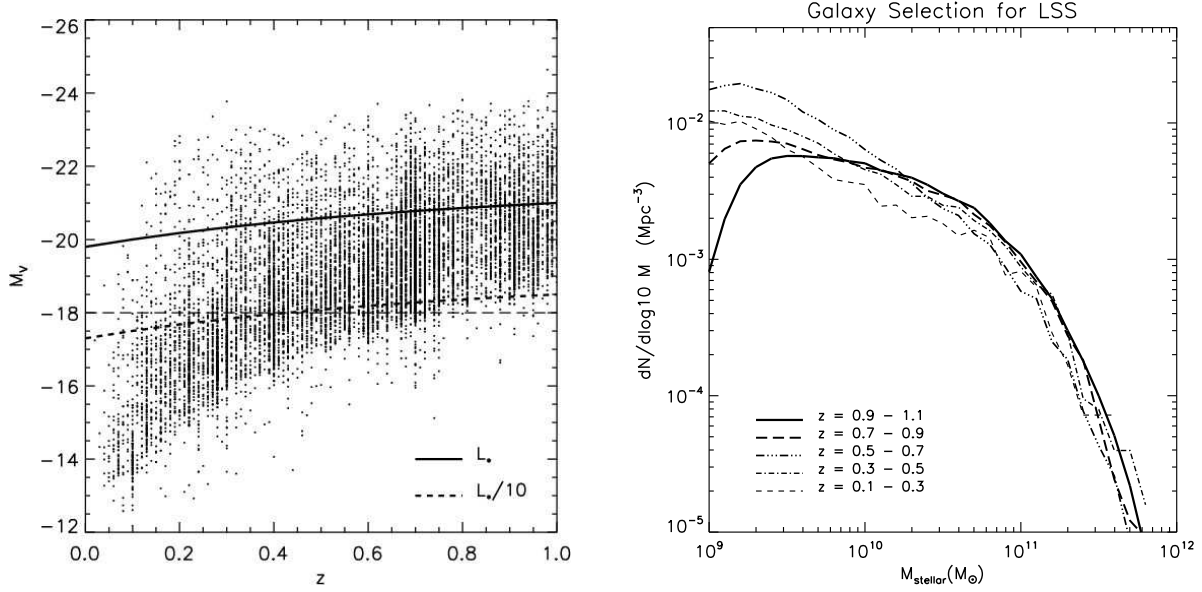 -26
-24
-22
-20
-18
-16
-14
-12
M_V
0.0 0.2 0.4 0.6 0.8 1.0
z
L_*
L_*/10
Galaxy Selection for LSS
10^-2
10^-3
10^-4
10^-5
dN/dlog10 M (Mpc^-3)
z = 0.9 - 1.1
z = 0.7 - 0.9
z = 0.5 - 0.7
z = 0.3 - 0.5
z = 0.1 - 0.3
10^9 10^10 10^11 10^12
M_stellar(M_⊙)